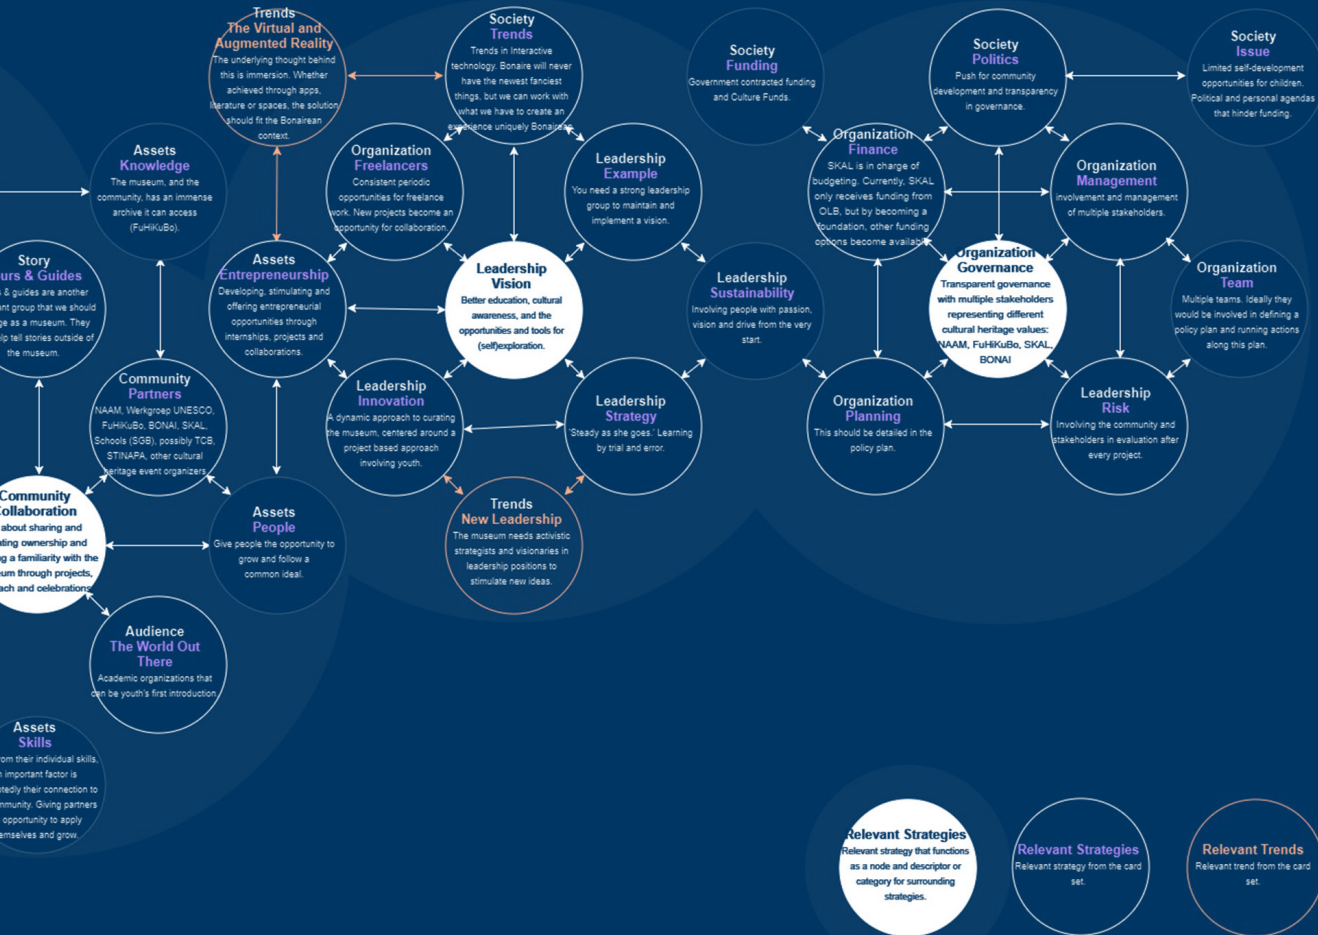 Trends
The Virtual and
Augmented Reality
The underlying thought behind
this is immersion. Whether
achieved through apps,
literature or spaces, the solution
should fit the Bonairean
context.
Society
Trends
Trends in Interactive
technology. Bonaire will never
have the newest fanciest
things, but we can work with
what we have to create an
experience uniquely Bonairean.
Society
Funding
Government contracted funding
and Culture Funds.
Society
Politics
Push for community
development and transparency
in governance.
Society
Issue
Limited self-development
opportunities for children.
Political and personal agendas
that hinder funding.
Assets
Knowledge
The museum, and the
community, has an immense
archive it can access
(FuHiKuBo).
Organization
Freelancers
Consistent periodic
opportunities for freelance
work. New projects become an
opportunity for collaboration.
Leadership
Example
You need a strong leadership
group to maintain and
implement a vision.
Organization
Finance
SKAL is in charge of
budgeting. Currently, SKAL
only receives funding from
OLB, but by becoming a
foundation, other funding
options become available.
Organization
Management
involvement and management
of multiple stakeholders.
Story
urs & Guides
s & guides are another
nt group that we should
ge as a museum. They
lp tell stories outside of
the museum.
Assets
Entrepreneurship
Developing, stimulating and
offering entrepreneurial
opportunities through
internships, projects and
collaborations.
Leadership
Vision
Better education, cultural
awareness, and the
opportunities and tools for
(self)exploration.
Leadership
Sustainability
Involving people with passion,
vision and drive from the very
start.
Organization
Governance
Transparent governance
with multiple stakeholders
representing different
cultural heritage values:
NAAM, FuHiKuBo, SKAL,
BONAI
Organization
Team
Multiple teams. Ideally they
would be involved in defining a
policy plan and running actions
along this plan.
Community
Partners
NAAM, Werkgroep UNESCO,
FuHiKuBo, BONAI, SKAL,
Schools (SGB), possibly TCB,
STINAPA, other cultural
heritage event organizers.
Leadership
Innovation
A dynamic approach to curating
the museum, centered around a
project based approach
involving youth.
Leadership
Strategy
'Steady as she goes.' Learning
by trial and error.
Organization
Planning
This should be detailed in the
policy plan.
Leadership
Risk
Involving the community and
stakeholders in evaluation after
every project.
Community
Collaboration
about sharing and
ating ownership and
ng a familiarity with the
eum through projects,
ach and celebrations
Assets
People
Give people the opportunity to
grow and follow a
common ideal.
Trends
New Leadership
The museum needs activistic
strategists and visionaries in
leadership positions to
stimulate new ideas.
Audience
The World Out
There
Academic organizations that
can be youth's first introduction.
Assets
Skills
om their individual skills,
important factor is
tedly their connection to
mmunity. Giving partners
opportunity to apply
emselves and grow.
Relevant Strategies
Relevant strategy that functions
as a node and descriptor or
category for surrounding
strategies.
Relevant Strategies
Relevant strategy from the card
set.
Relevant Trends
Relevant trend from the card
set.